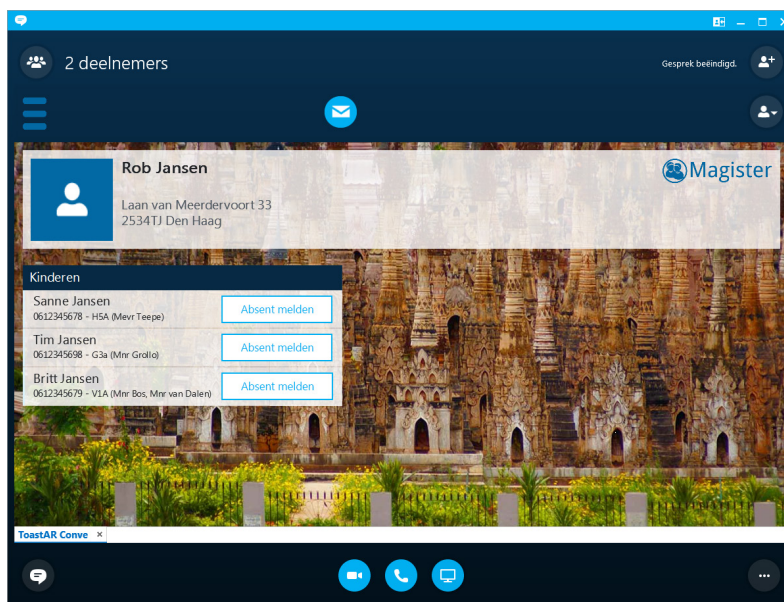 2 deelnemers
Gesprek beëindigd.
Rob Jansen
Magister
Laan van Meerdervoort 33
2534TJ Den Haag
Kinderen
Sanne Jansen
0612345678 - H5A (Mevr Teepe)
Absent melden
Tim Jansen
0612345698 - G3a (Mnr Grollo)
Absent melden
Britt Jansen
0612345679 - V1A (Mnr Bos, Mnr van Dalen)
Absent melden
ToastAR Conve ×